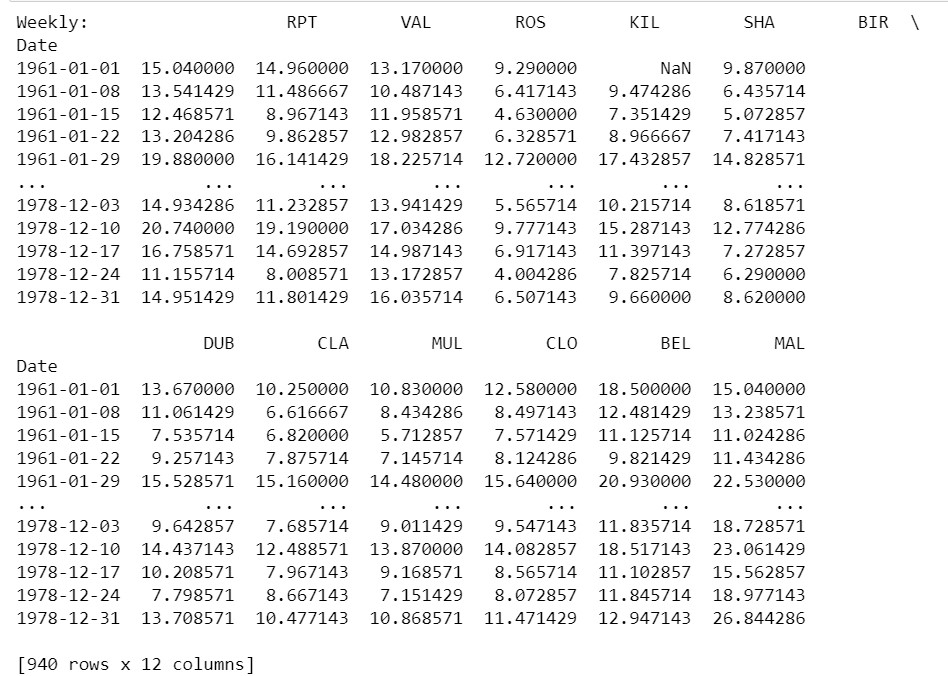 Weekly:                  RPT        VAL        ROS        KIL        SHA        BIR  \
Date
1961-01-01  15.040000  14.960000  13.170000   9.290000        NaN   9.870000
1961-01-08  13.541429  11.486667  10.487143   6.417143   9.474286   6.435714
1961-01-15  12.468571   8.967143  11.958571   4.630000   7.351429   5.072857
1961-01-22  13.204286   9.862857  12.982857   6.328571   8.966667   7.417143
1961-01-29  19.880000  16.141429  18.225714  12.720000  17.432857  14.828571
...               ...        ...        ...        ...        ...        ...
1978-12-03  14.934286  11.232857  13.941429   5.565714  10.215714   8.618571
1978-12-10  20.740000  19.190000  17.034286   9.777143  15.287143  12.774286
1978-12-17  16.758571  14.692857  14.987143   6.917143  11.397143   7.272857
1978-12-24  11.155714   8.008571  13.172857   4.004286   7.825714   6.290000
1978-12-31  14.951429  11.801429  16.035714   6.507143   9.660000   8.620000

                  DUB        CLA        MUL        CLO        BEL        MAL
Date
1961-01-01  13.670000  10.250000  10.830000  12.580000  18.500000  15.040000
1961-01-08  11.061429   6.616667   8.434286   8.497143  12.481429  13.238571
1961-01-15   7.535714   6.820000   5.712857   7.571429  11.125714  11.024286
1961-01-22   9.257143   7.875714   7.145714   8.124286   9.821429  11.434286
1961-01-29  15.528571  15.160000  14.480000  15.640000  20.930000  22.530000
...               ...        ...        ...        ...        ...        ...
1978-12-03   9.642857   7.685714   9.011429   9.547143  11.835714  18.728571
1978-12-10  14.437143  12.488571  13.870000  14.082857  18.517143  23.061429
1978-12-17  10.208571   7.967143   9.168571   8.565714  11.102857  15.562857
1978-12-24   7.798571   8.667143   7.151429   8.072857  11.845714  18.977143
1978-12-31  13.708571  10.477143  10.868571  11.471429  12.947143  26.844286

[940 rows x 12 columns]